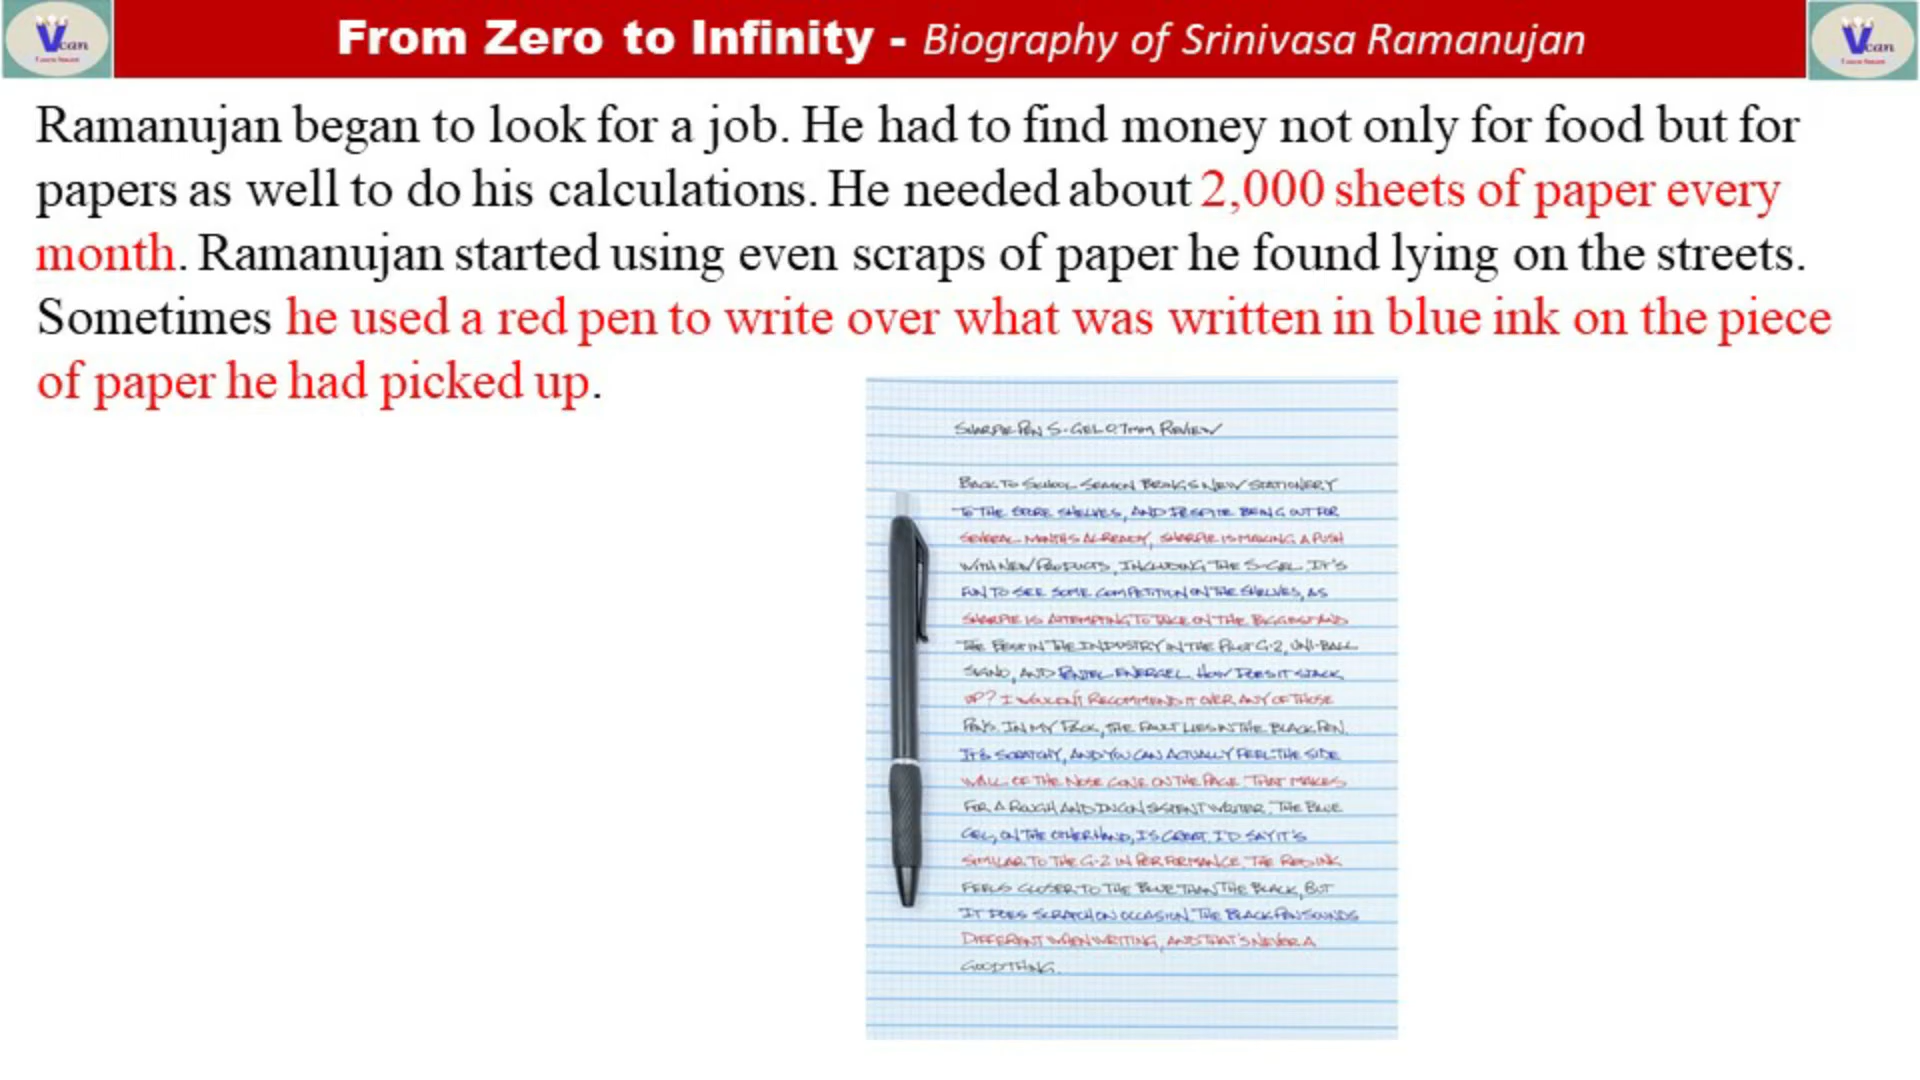 Vcan
From Zero to Infinity - Biography of Srinivasa Ramanujan
Vcan
Ramanujan began to look for a job. He had to find money not only for food but for
papers as well to do his calculations. He needed about 2,000 sheets of paper every
month. Ramanujan started using even scraps of paper he found lying on the streets.
Sometimes he used a red pen to write over what was written in blue ink on the piece
of paper he had picked up.
SHARPIE PEN S-GEL 0.7MM REVIEW
BACK TO SCHOOL SEASON BRINGS NEW STATIONERY
TO THE STORE SHELVES, AND DESPITE BEING OUT FOR
SEVERAL MONTHS ALREADY, SHARPIE IS MAKING A PUSH
WITH NEW PRODUCTS, INCLUDING THE S-GEL. IT'S
FUN TO SEE SOME COMPETITION ON THE SHELVES, AS
SHARPIE IS ATTEMPTING TO TAKE ON THE BIGGEST AND
THE BEST IN THE INDUSTRY IN THE PILOT G-2, UNI-BALL
SIGNO, AND PENTEL ENERGEL. HOW DOES IT STACK
UP? I WOULDN'T RECOMMEND IT OVER ANY OF THOSE
PENS. IN MY PACK, THE FAULT LIES IN THE BLACK PEN.
IT'S SCRATCHY, AND YOU CAN ACTUALLY FEEL THE SIDE
WALL OF THE NOSE CONE ON THE PAGE. THAT MAKES
FOR A ROUGH AND INCONSISTENT WRITER. THE BLUE
GEL, ON THE OTHER HAND, IS GREAT. I'D SAY IT'S
SIMILAR TO THE G-2 IN PERFORMANCE. THE RED INK
FEELS CLOSER TO THE BLUE THAN THE BLACK, BUT
IT DOES SCRATCH ON OCCASION. THE BLACK PEN SOUNDS
DIFFERENT WHEN WRITING, AND THAT'S NEVER A
GOOD THING.